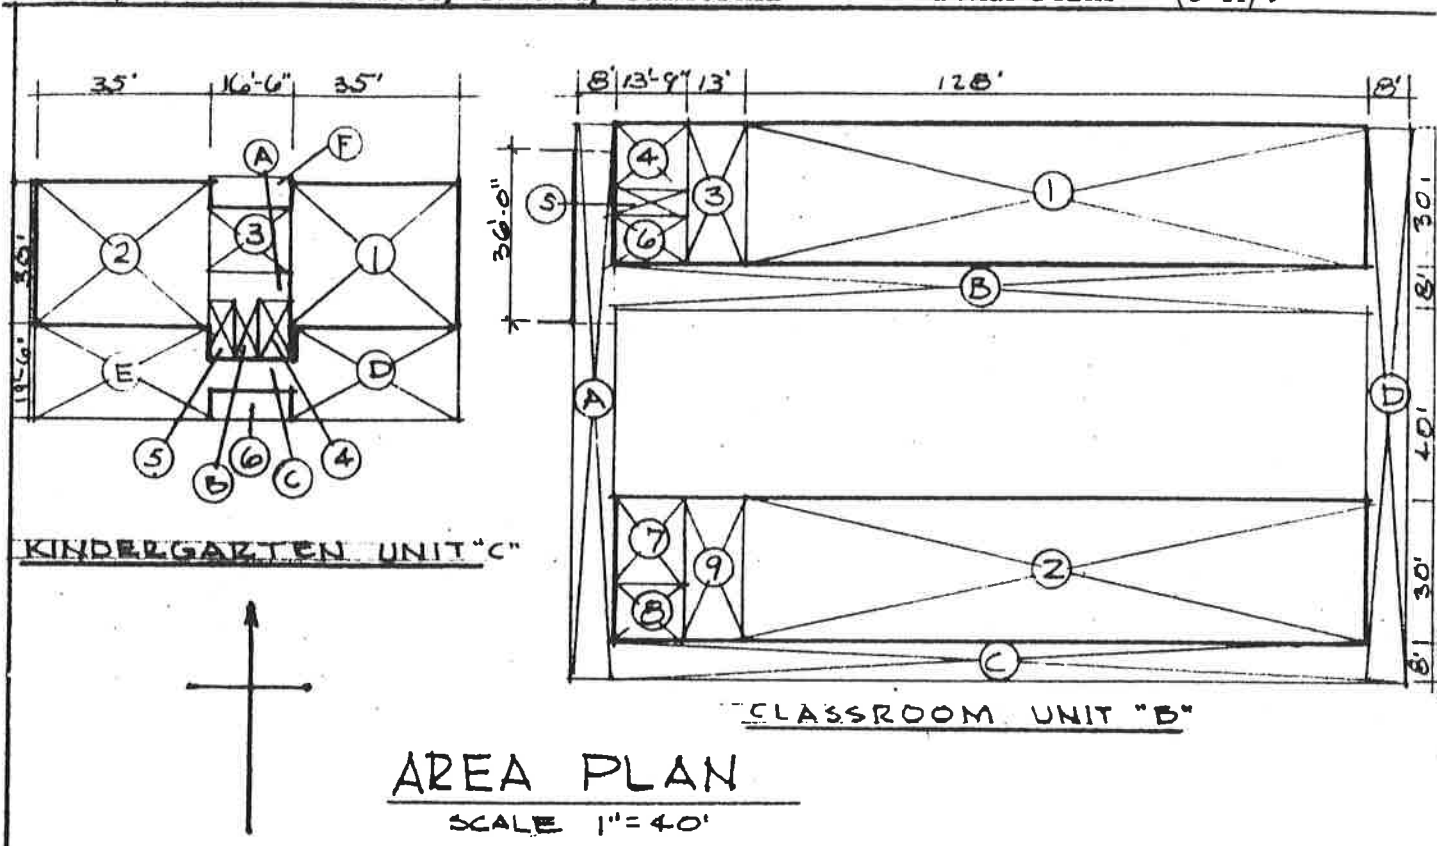 35' 16'-6" 35'
8' 13'-9" 13' 128' 8'
A F
2 3 1
E D
5 B 6 C 4
30'
19'-6"
KINDERGARTEN UNIT "C"
36'-0"
4 3 1
5
6
B
A D
7 9 2
8
C
30'
8'
40'
30'
8'
CLASSROOM UNIT "B"
AREA PLAN
SCALE 1" = 40'